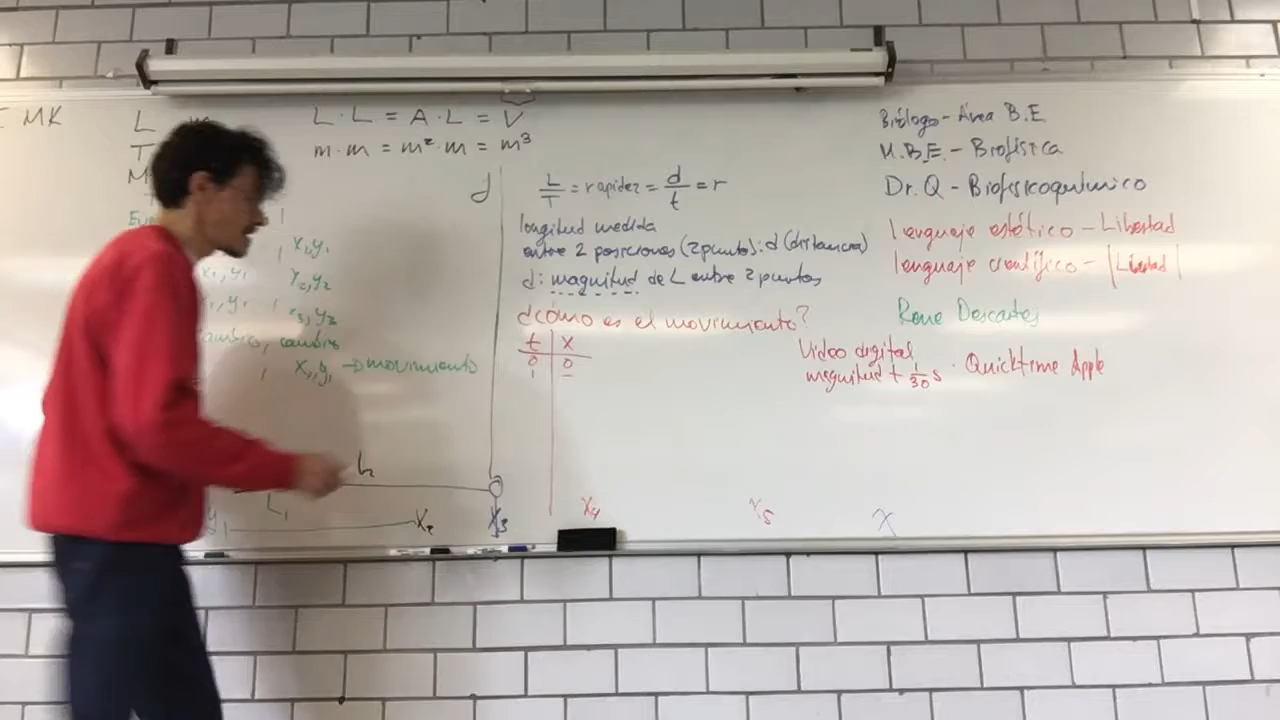 MK
L
T
M
L · L = A · L = V
m · m = m² · m = m³
x₁,y₁
x₁,y₁ x₂,y₂
x₃,y₃
cambio, cambio
x,y → movimiento
L₁
x₂
x₃
d
L/T = rapidez = d/t = r
longitud medida
entre 2 posiciones (2 puntos): d (distancia)
d: magnitud de L entre 2 puntos
¿cómo es el movimiento?
t x
0 0
1 –
x₄
x₅
x
Biólogo - Área B.E.
M.B.E. - Biofísica
Dr. Q - Biofisicoquímico
lenguaje estético - Libertad
lenguaje científico - |Libertad|
Rene Descartes
Video digital
magnitud t 1/30 s · Quicktime Apple